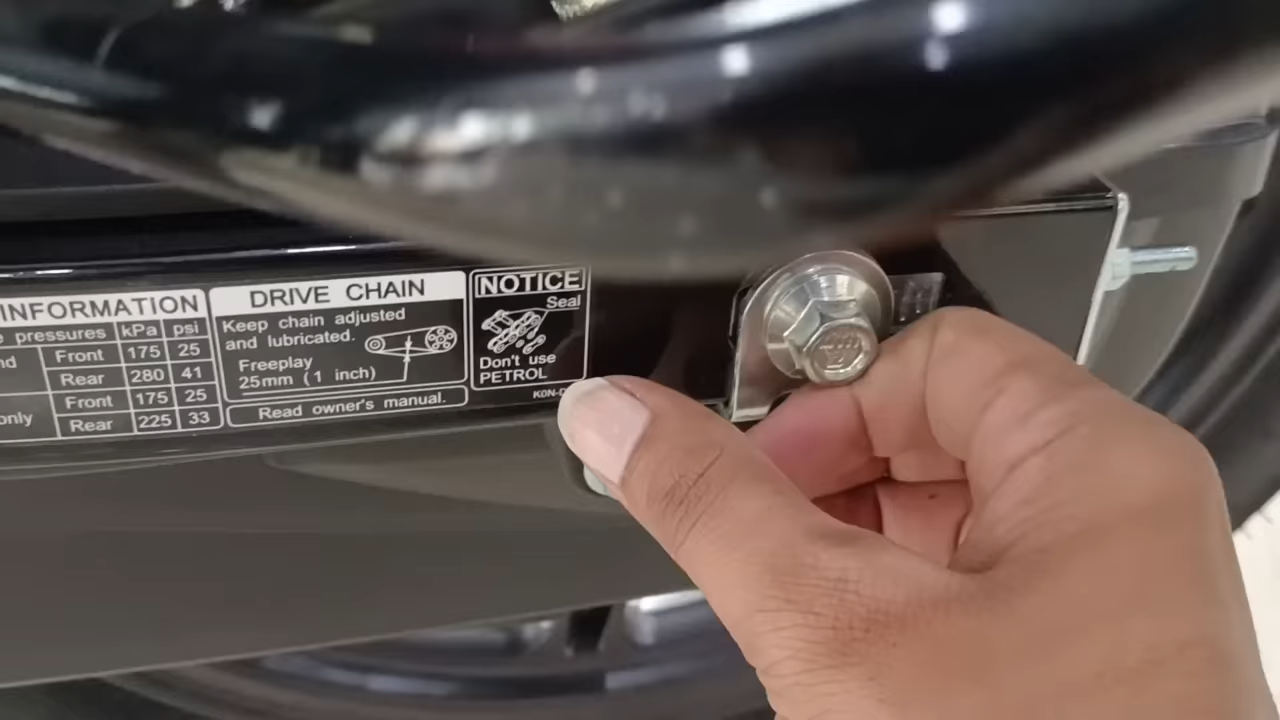 INFORMATION
pressures kPa psi
Front 175 25
Rear 280 41
only Front 175 25
Rear 225 33
DRIVE CHAIN
Keep chain adjusted
and lubricated.
Freeplay
25mm (1 inch)
Read owner's manual.
NOTICE
Seal
Don't use
PETROL